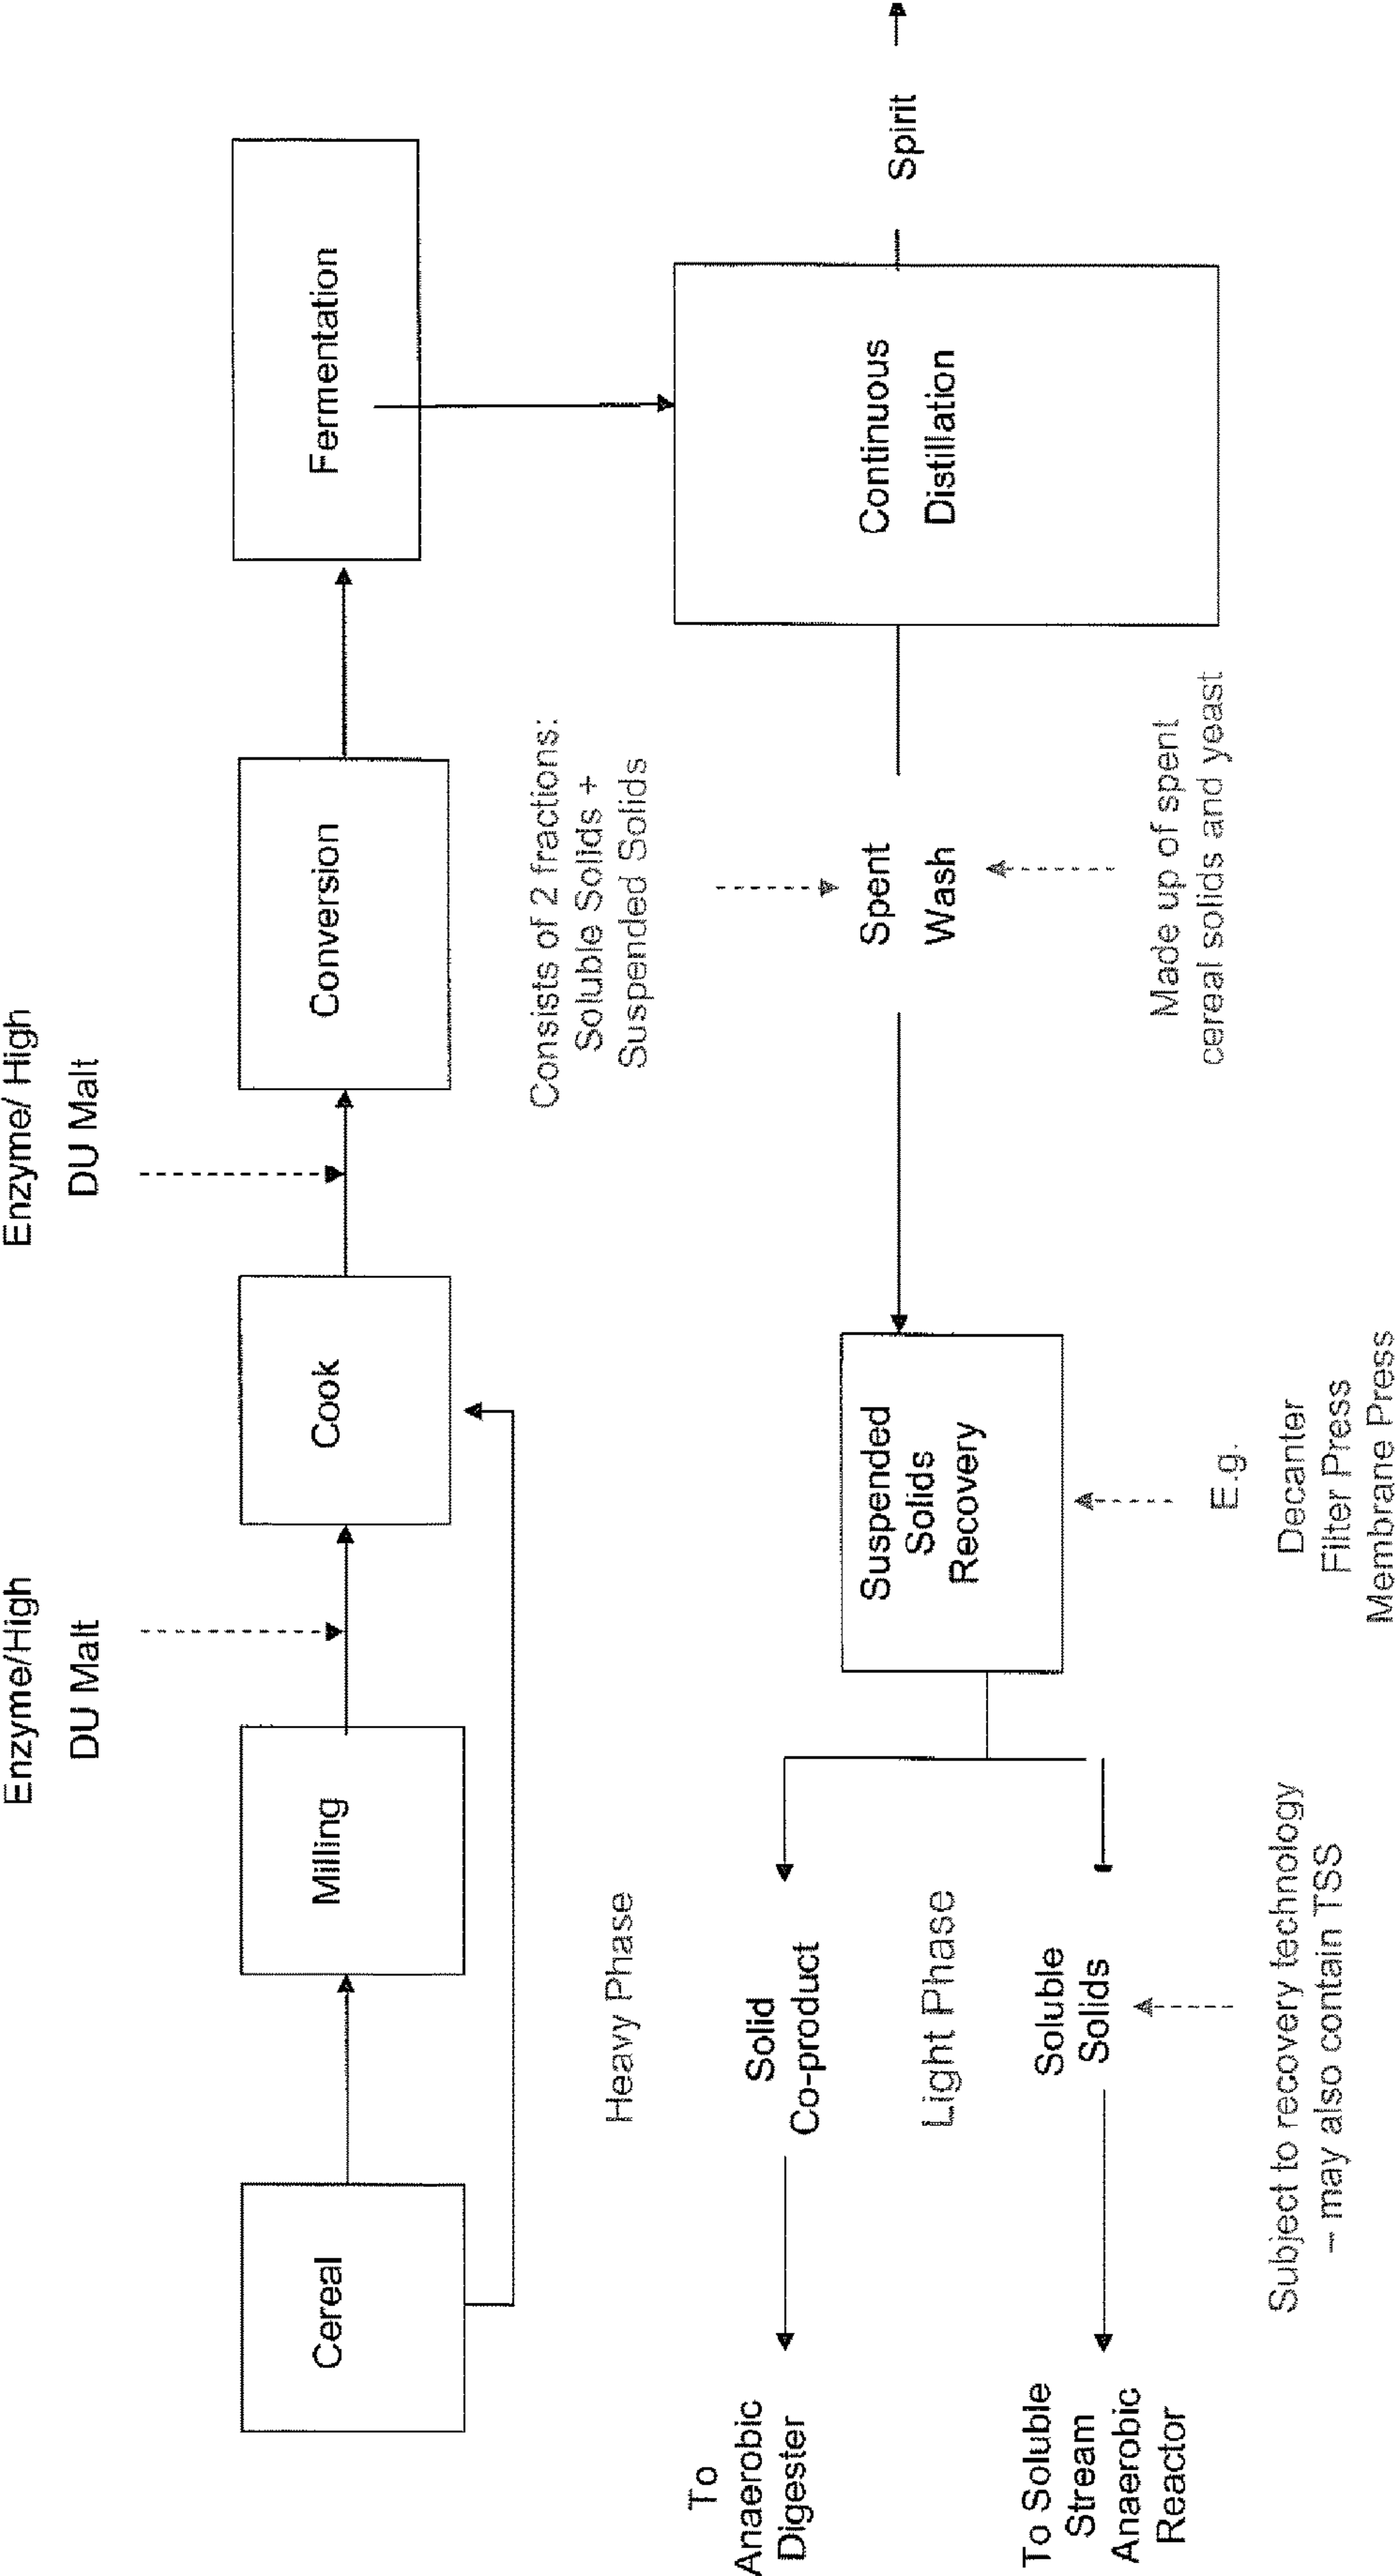 Enzyme/High
DU Malt
Enzyme/ High
DU Malt
Cereal
Milling
Cook
Conversion
Fermentation
Heavy Phase
Consists of 2 fractions:
Soluble Solids +
Suspended Solids
To
Anaerobic
Digester
Solid
Co-product
Light Phase
To Soluble
Stream
Anaerobic
Reactor
Soluble
Solids
Suspended
Solids
Recovery
Spent
Wash
Continuous
Distillation
Spirit
Subject to recovery technology
– may also contain TSS
E.g.
Decanter
Filter Press
Membrane Press
Made up of spent
cereal solids and yeast